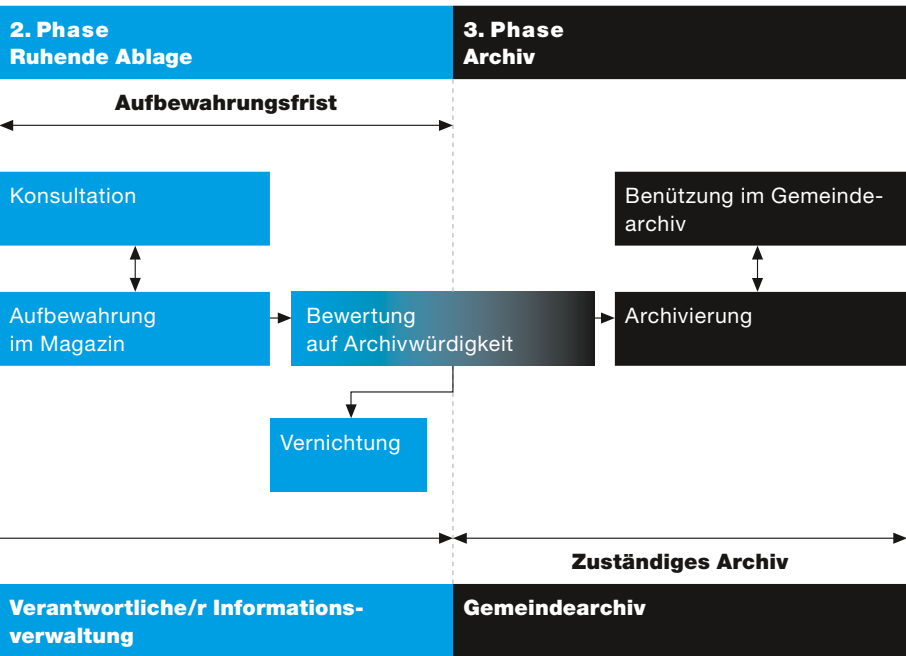 2. Phase
Ruhende Ablage
3. Phase
Archiv
Aufbewahrungsfrist
Konsultation
Benützung im Gemeinde-
archiv
Aufbewahrung
im Magazin
Bewertung
auf Archivwürdigkeit
Archivierung
Vernichtung
Zuständiges Archiv
Verantwortliche/r Informations-
verwaltung
Gemeindearchiv